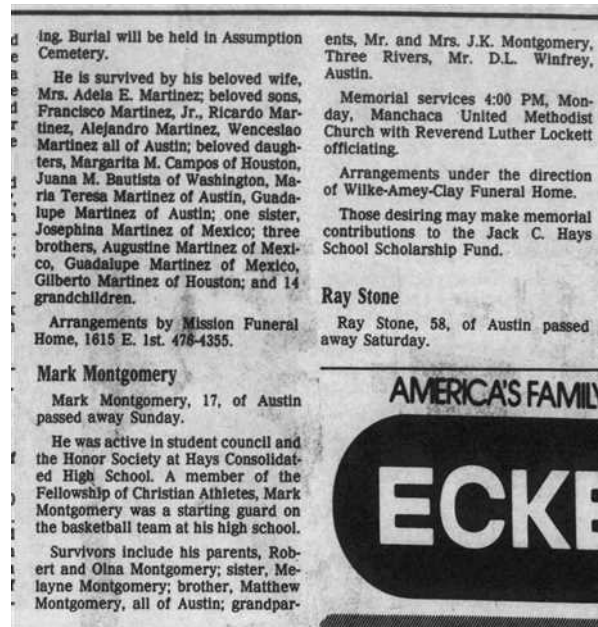 ing. Burial will be held in Assumption
Cemetery.
He is survived by his beloved wife,
Mrs. Adela E. Martinez; beloved sons,
Francisco Martinez, Jr., Ricardo Mar-
tinez, Alejandro Martinez, Wenceslao
Martinez all of Austin; beloved daugh-
ters, Margarita M. Campos of Houston,
Juana M. Bautista of Washington, Ma-
ria Teresa Martinez of Austin, Guada-
lupe Martinez of Austin; one sister,
Josephina Martinez of Mexico; three
brothers, Augustine Martinez of Mexi-
co, Guadalupe Martinez of Mexico,
Gilberto Martinez of Houston; and 14
grandchildren.
Arrangements by Mission Funeral
Home, 1615 E. 1st. 476-4355.
Mark Montgomery
Mark Montgomery, 17, of Austin
passed away Sunday.
He was active in student council and
the Honor Society at Hays Consolidat-
ed High School. A member of the
Fellowship of Christian Athletes, Mark
Montgomery was a starting guard on
the basketball team at his high school.
Survivors include his parents, Rob-
ert and Olna Montgomery; sister, Me-
layne Montgomery; brother, Matthew
Montgomery, all of Austin; grandpar-
ents, Mr. and Mrs. J.K. Montgomery,
Three Rivers, Mr. D.L. Winfrey,
Austin.
Memorial services 4:00 PM, Mon-
day, Manchaca United Methodist
Church with Reverend Luther Lockett
officiating.
Arrangements under the direction
of Wilke-Amey-Clay Funeral Home.
Those desiring may make memorial
contributions to the Jack C. Hays
School Scholarship Fund.
Ray Stone
Ray Stone, 58, of Austin passed
away Saturday.
AMERICA'S FAMILY
ECKE